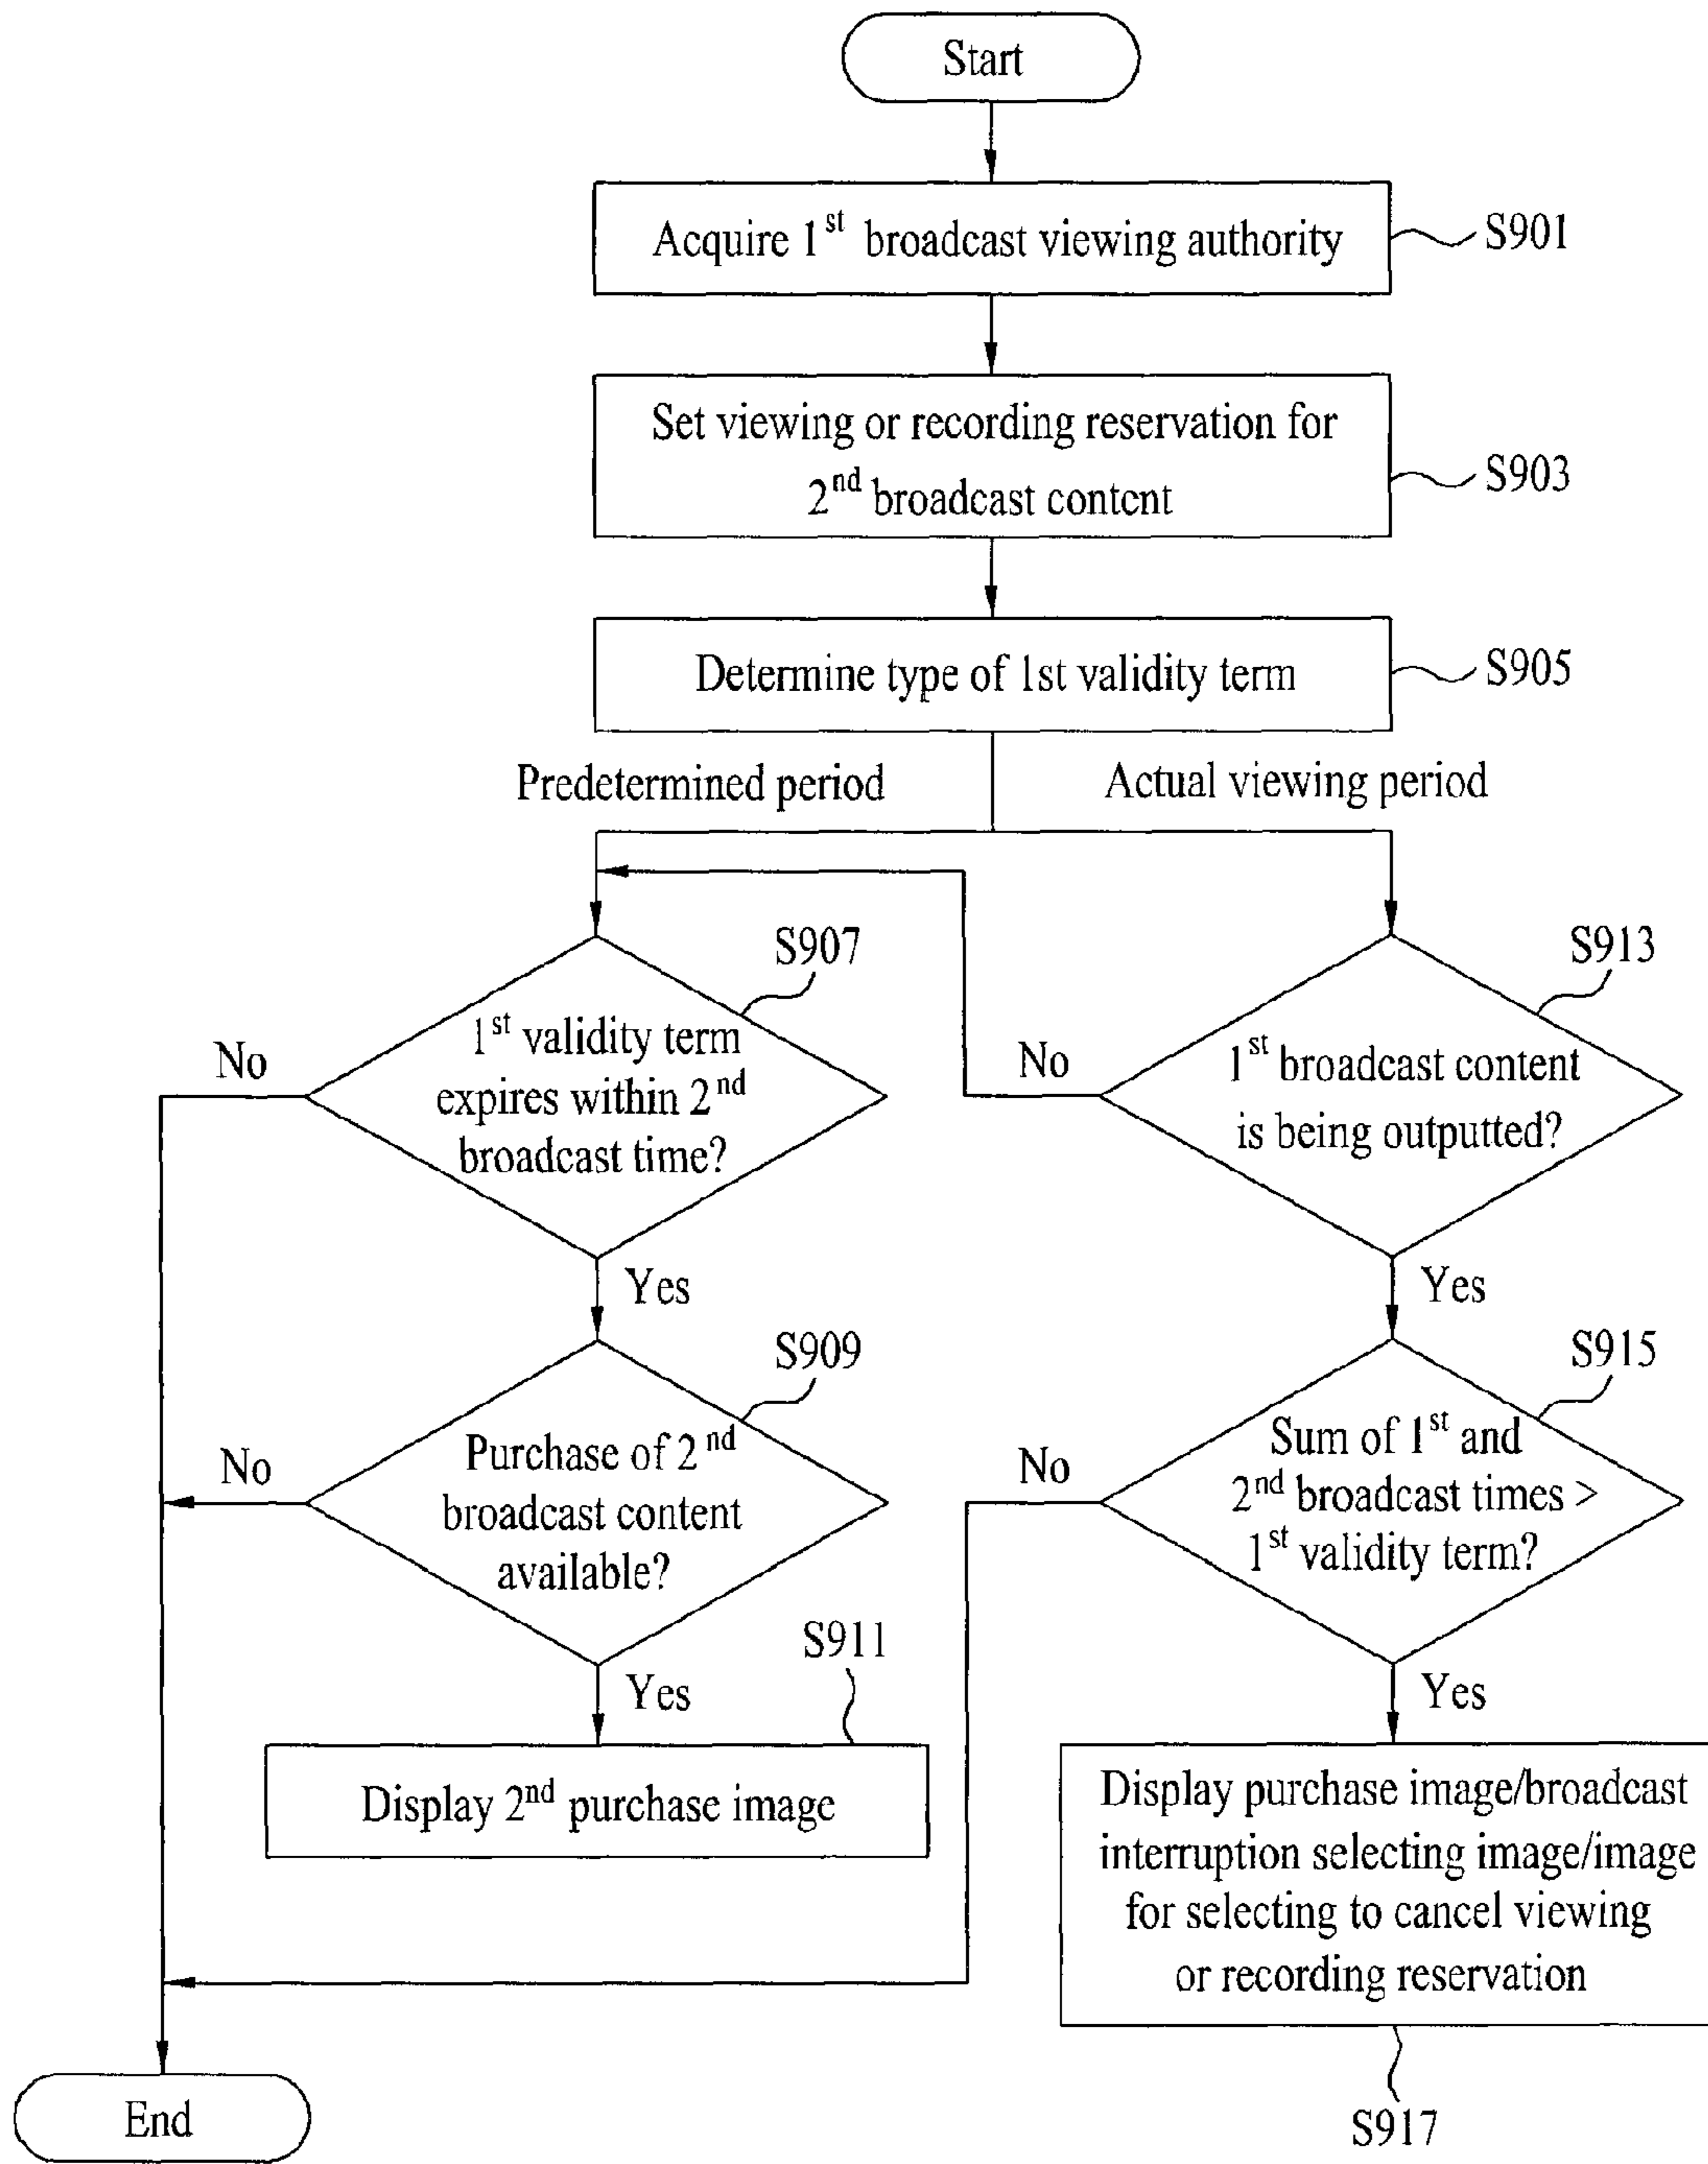 Start
Acquire 1st broadcast viewing authority
S901
Set viewing or recording reservation for
2nd broadcast content
S903
Determine type of 1st validity term
S905
Predetermined period
Actual viewing period
S907
1st validity term
expires within 2nd
broadcast time?
No
Yes
S913
1st broadcast content
is being outputted?
No
Yes
S909
Purchase of 2nd
broadcast content
available?
No
Yes
S915
Sum of 1st and
2nd broadcast times >
1st validity term?
No
Yes
S911
Display 2nd purchase image
Display purchase image/broadcast
interruption selecting image/image
for selecting to cancel viewing
or recording reservation
S917
End